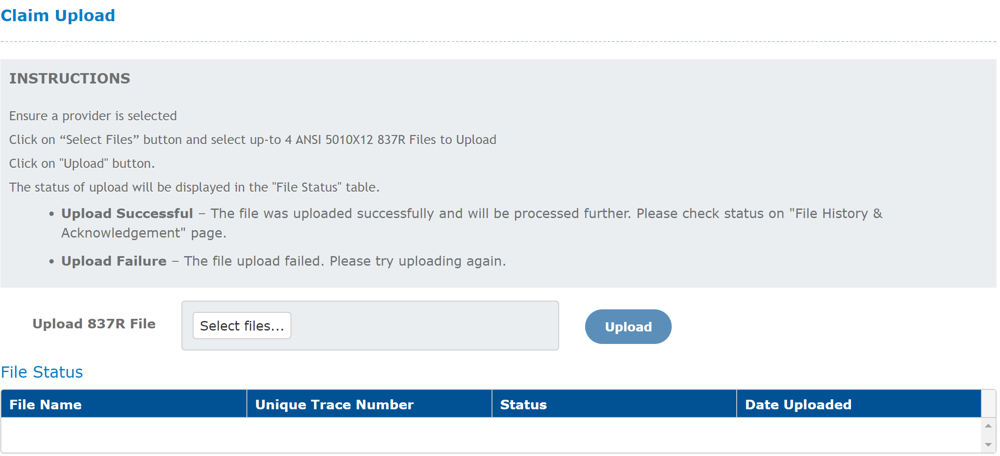 Claim Upload
INSTRUCTIONS
Ensure a provider is selected
Click on “Select Files” button and select up-to 4 ANSI 5010X12 837R Files to Upload
Click on "Upload" button.
The status of upload will be displayed in the "File Status" table.
• Upload Successful – The file was uploaded successfully and will be processed further. Please check status on "File History &
Acknowledgement" page.
• Upload Failure – The file upload failed. Please try uploading again.
Upload 837R File Select files... Upload
File Status
File Name Unique Trace Number Status Date Uploaded